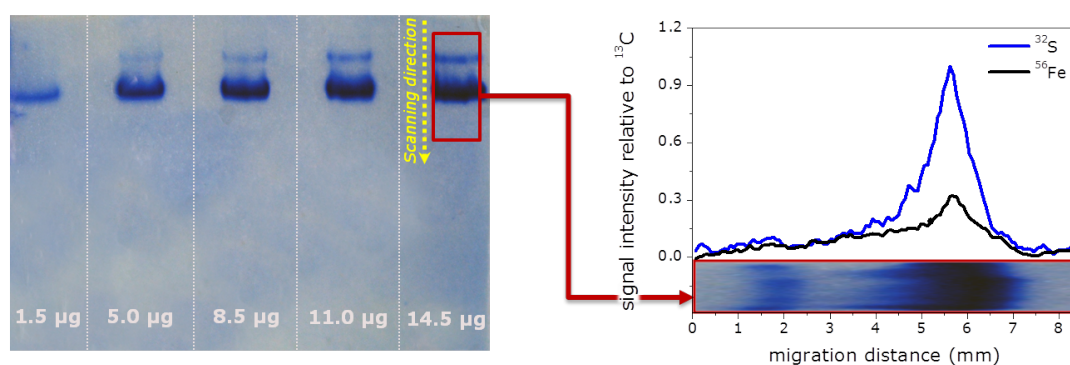 Scanning direction
1.5 µg
5.0 µg
8.5 µg
11.0 µg
14.5 µg
signal intensity relative to ¹³C
1.2
0.9
0.6
0.3
0.0
³²S
⁵⁶Fe
0 1 2 3 4 5 6 7 8
migration distance (mm)